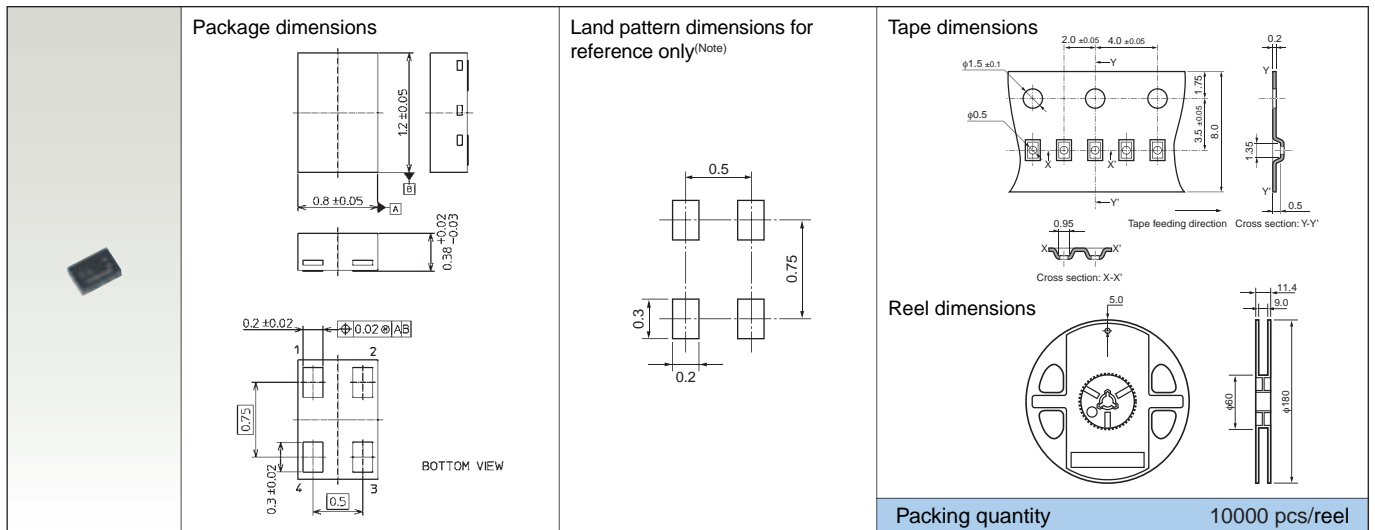 Package dimensions
1.2 ±0.05
B
0.8 ±0.05
A
0.38 +0.02 -0.03
0.2 ±0.02
0.02 Ⓜ A B
1
2
0.75
0.3 ±0.02
4
3
0.5
BOTTOM VIEW
Land pattern dimensions for
reference only(Note)
0.5
0.75
0.3
0.2
Tape dimensions
2.0 ±0.05
4.0 ±0.05
0.2
Y
Y
φ1.5 ±0.1
1.75
φ0.5
3.5 ±0.05
8.0
1.35
X
X'
Y'
Y'
0.5
Tape feeding direction
Cross section: Y-Y'
0.95
X
X'
Cross section: X-X'
Reel dimensions
5.0
11.4
9.0
φ60
φ180
Packing quantity
10000 pcs/reel